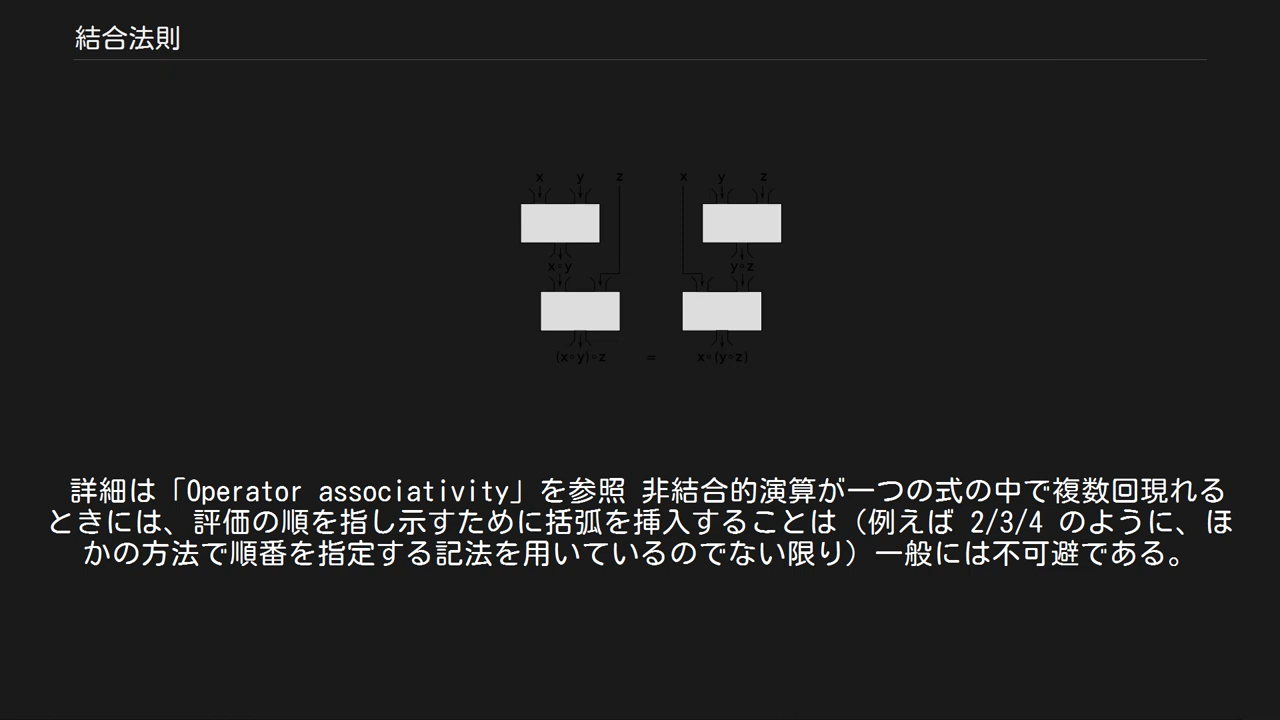 結合法則
x y z x y z
x∘y y∘z
(x∘y)∘z = x∘(y∘z)
詳細は「Operator associativity」を参照 非結合的演算が一つの式の中で複数回現れる
ときには、評価の順を指し示すために括弧を挿入することは（例えば 2/3/4 のように、ほ
かの方法で順番を指定する記法を用いているのでない限り）一般には不可避である。